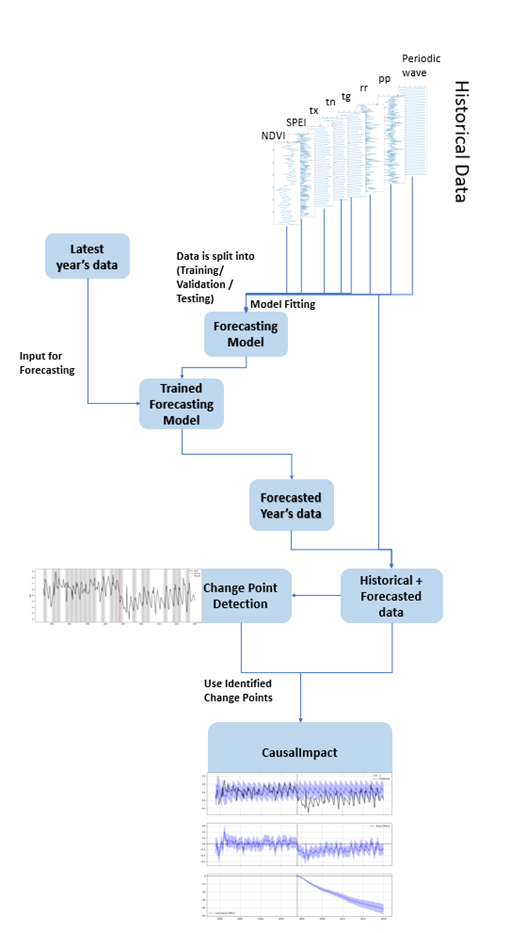 Periodic
wave
pp
rr
tg
tn
tx
SPEI
NDVI
Historical Data
Latest
year's data
Data is split into
(Training/
Validation /
Testing)
Model Fitting
Forecasting
Model
Input for
Forecasting
Trained
Forecasting
Model
Forecasted
Year's data
Change Point
Detection
Historical +
Forecasted
data
Use Identified
Change Points
CausalImpact